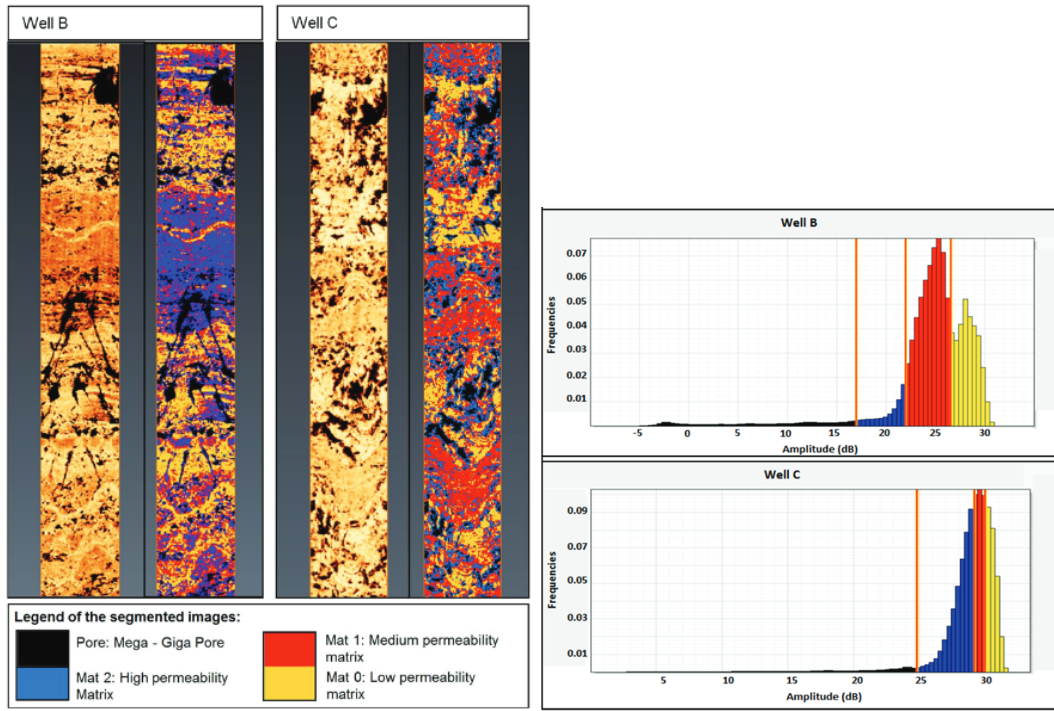 Well B
Well C
Legend of the segmented images:
Pore: Mega - Giga Pore
Mat 2: High permeability
Matrix
Mat 1: Medium permeability
matrix
Mat 0: Low permeability
matrix
Well B
Frequencies
0.07
0.06
0.05
0.04
0.03
0.02
0.01
-5 0 5 10 15 20 25 30
Amplitude (dB)
Well C
Frequencies
0.09
0.07
0.05
0.03
0.01
5 10 15 20 25 30
Amplitude (dB)